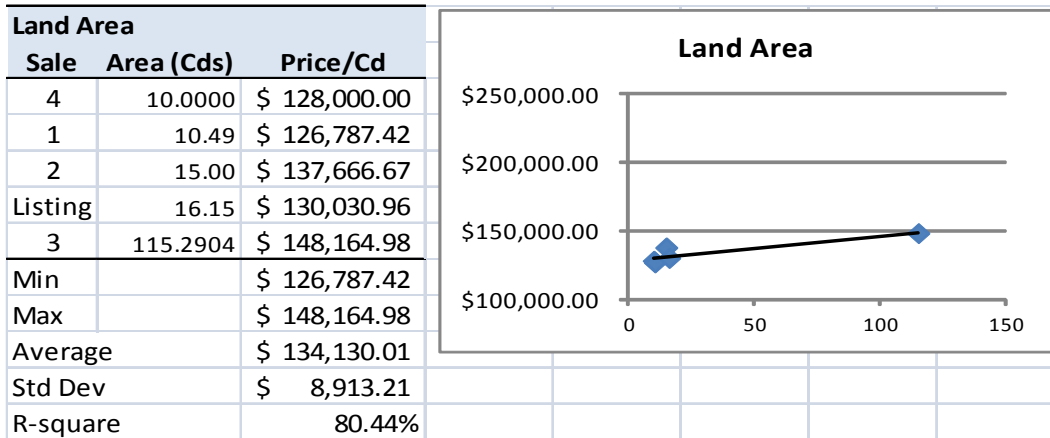 Land Area
Sale Area (Cds) Price/Cd
4 10.0000 $ 128,000.00
1 10.49 $ 126,787.42
2 15.00 $ 137,666.67
Listing 16.15 $ 130,030.96
3 115.2904 $ 148,164.98
Min $ 126,787.42
Max $ 148,164.98
Average $ 134,130.01
Std Dev $ 8,913.21
R-square 80.44%
Land Area
$250,000.00
$200,000.00
$150,000.00
$100,000.00
0 50 100 150